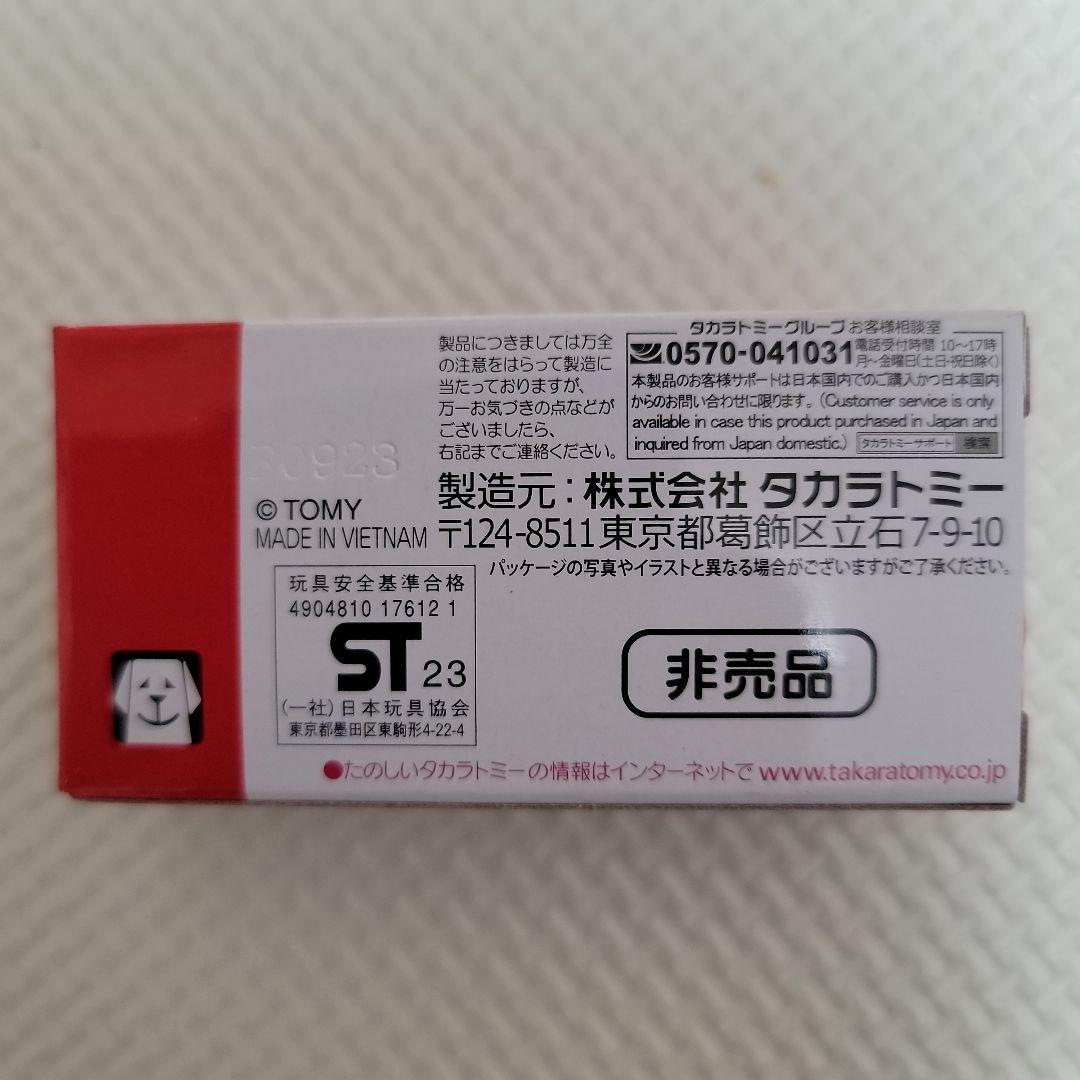 製品につきましては万全
の注意をはらって製造に
当たっておりますが、
万一お気づきの点などが
ございましたら、
右記までご連絡ください。
タカラトミーグループ お客様相談室
0570-041031 電話受付時間 10～17時
月～金曜日(土日・祝日除く)
本製品のお客様サポートは日本国内でのご購入かつ日本国内
からのお問い合わせに限ります。(Customer service is only
available in case this product purchased in Japan and
inquired from Japan domestic.) タカラトミーサポート 検索
0923
© TOMY
MADE IN VIETNAM
製造元：株式会社 タカラトミー
〒124-8511 東京都葛飾区立石7-9-10
パッケージの写真やイラストと異なる場合がございますがご了承ください。
玩具安全基準合格
4904810 17612 1
ST 23
(一社)日本玩具協会
東京都墨田区東駒形4-22-4
非売品
●たのしいタカラトミーの情報はインターネットで www.takaratomy.co.jp